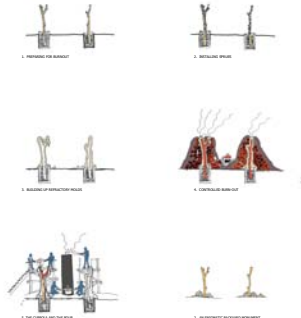 1. PREPARING FOR BURNOUT
2. INSTALLING SPRUES
3. BUILDING UP REFRACTORY MOLDS
4. CONTROLLED BURN-OUT
THE CUPOLA AND THE POUR